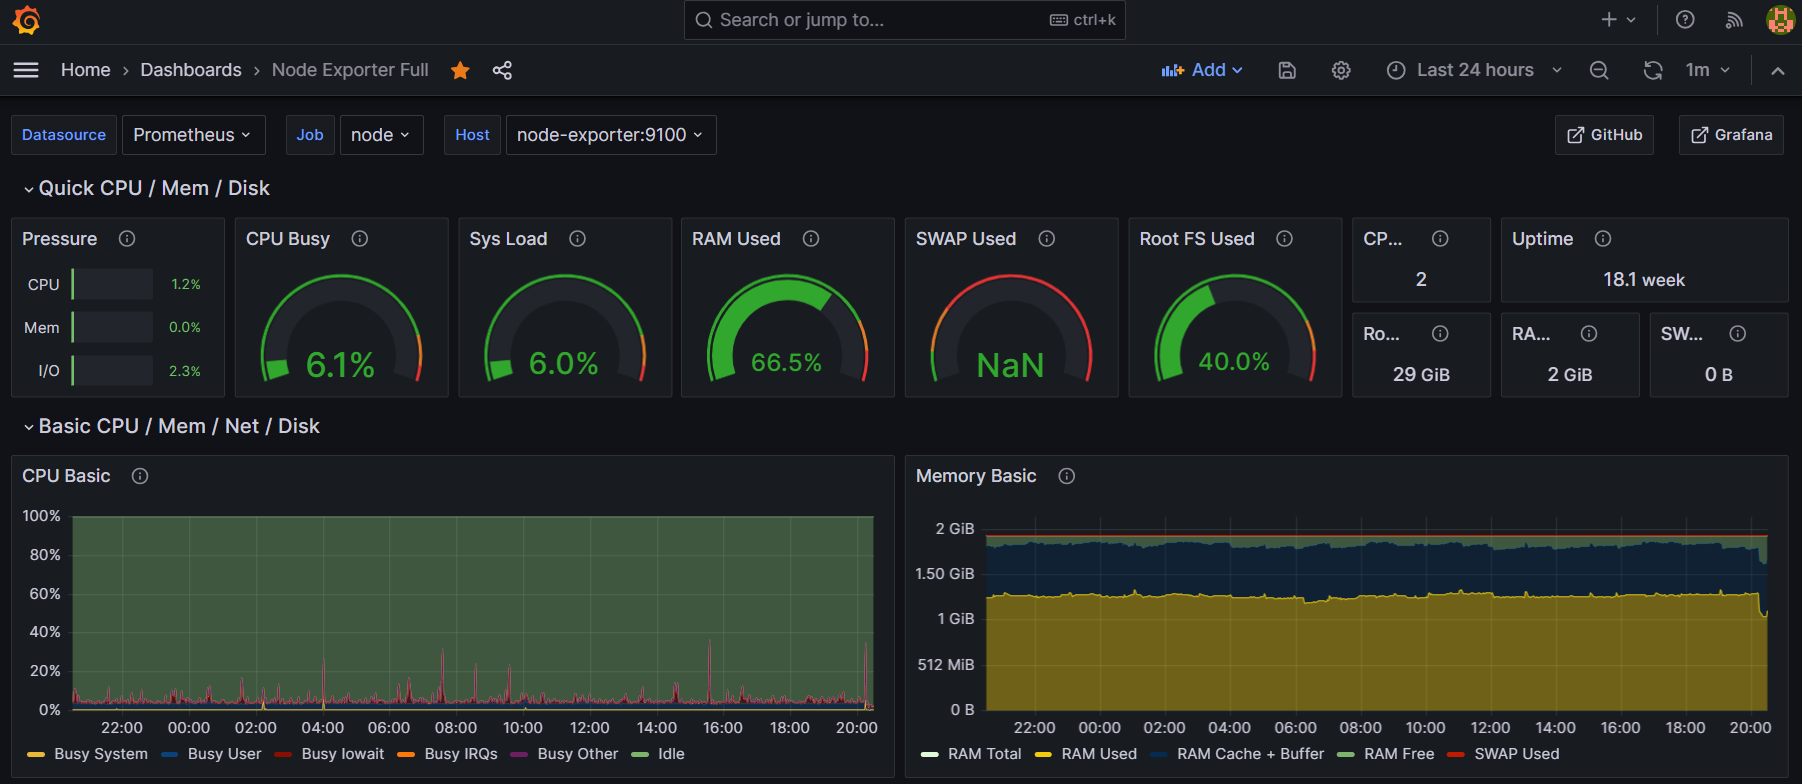 Search or jump to... ctrl+k
Home › Dashboards › Node Exporter Full
Add
Last 24 hours
1m
Datasource Prometheus Job node Host node-exporter:9100
GitHub Grafana
Quick CPU / Mem / Disk
Pressure
CPU 1.2%
Mem 0.0%
I/O 2.3%
CPU Busy
6.1%
Sys Load
6.0%
RAM Used
66.5%
SWAP Used
NaN
Root FS Used
40.0%
CP...
2
Uptime
18.1 week
Ro...
29 GiB
RA...
2 GiB
SW...
0 B
Basic CPU / Mem / Net / Disk
CPU Basic
100%
80%
60%
40%
20%
0%
22:00 00:00 02:00 04:00 06:00 08:00 10:00 12:00 14:00 16:00 18:00 20:00
Busy System Busy User Busy Iowait Busy IRQs Busy Other Idle
Memory Basic
2 GiB
1.50 GiB
1 GiB
512 MiB
0 B
22:00 00:00 02:00 04:00 06:00 08:00 10:00 12:00 14:00 16:00 18:00 20:00
RAM Total RAM Used RAM Cache + Buffer RAM Free SWAP Used